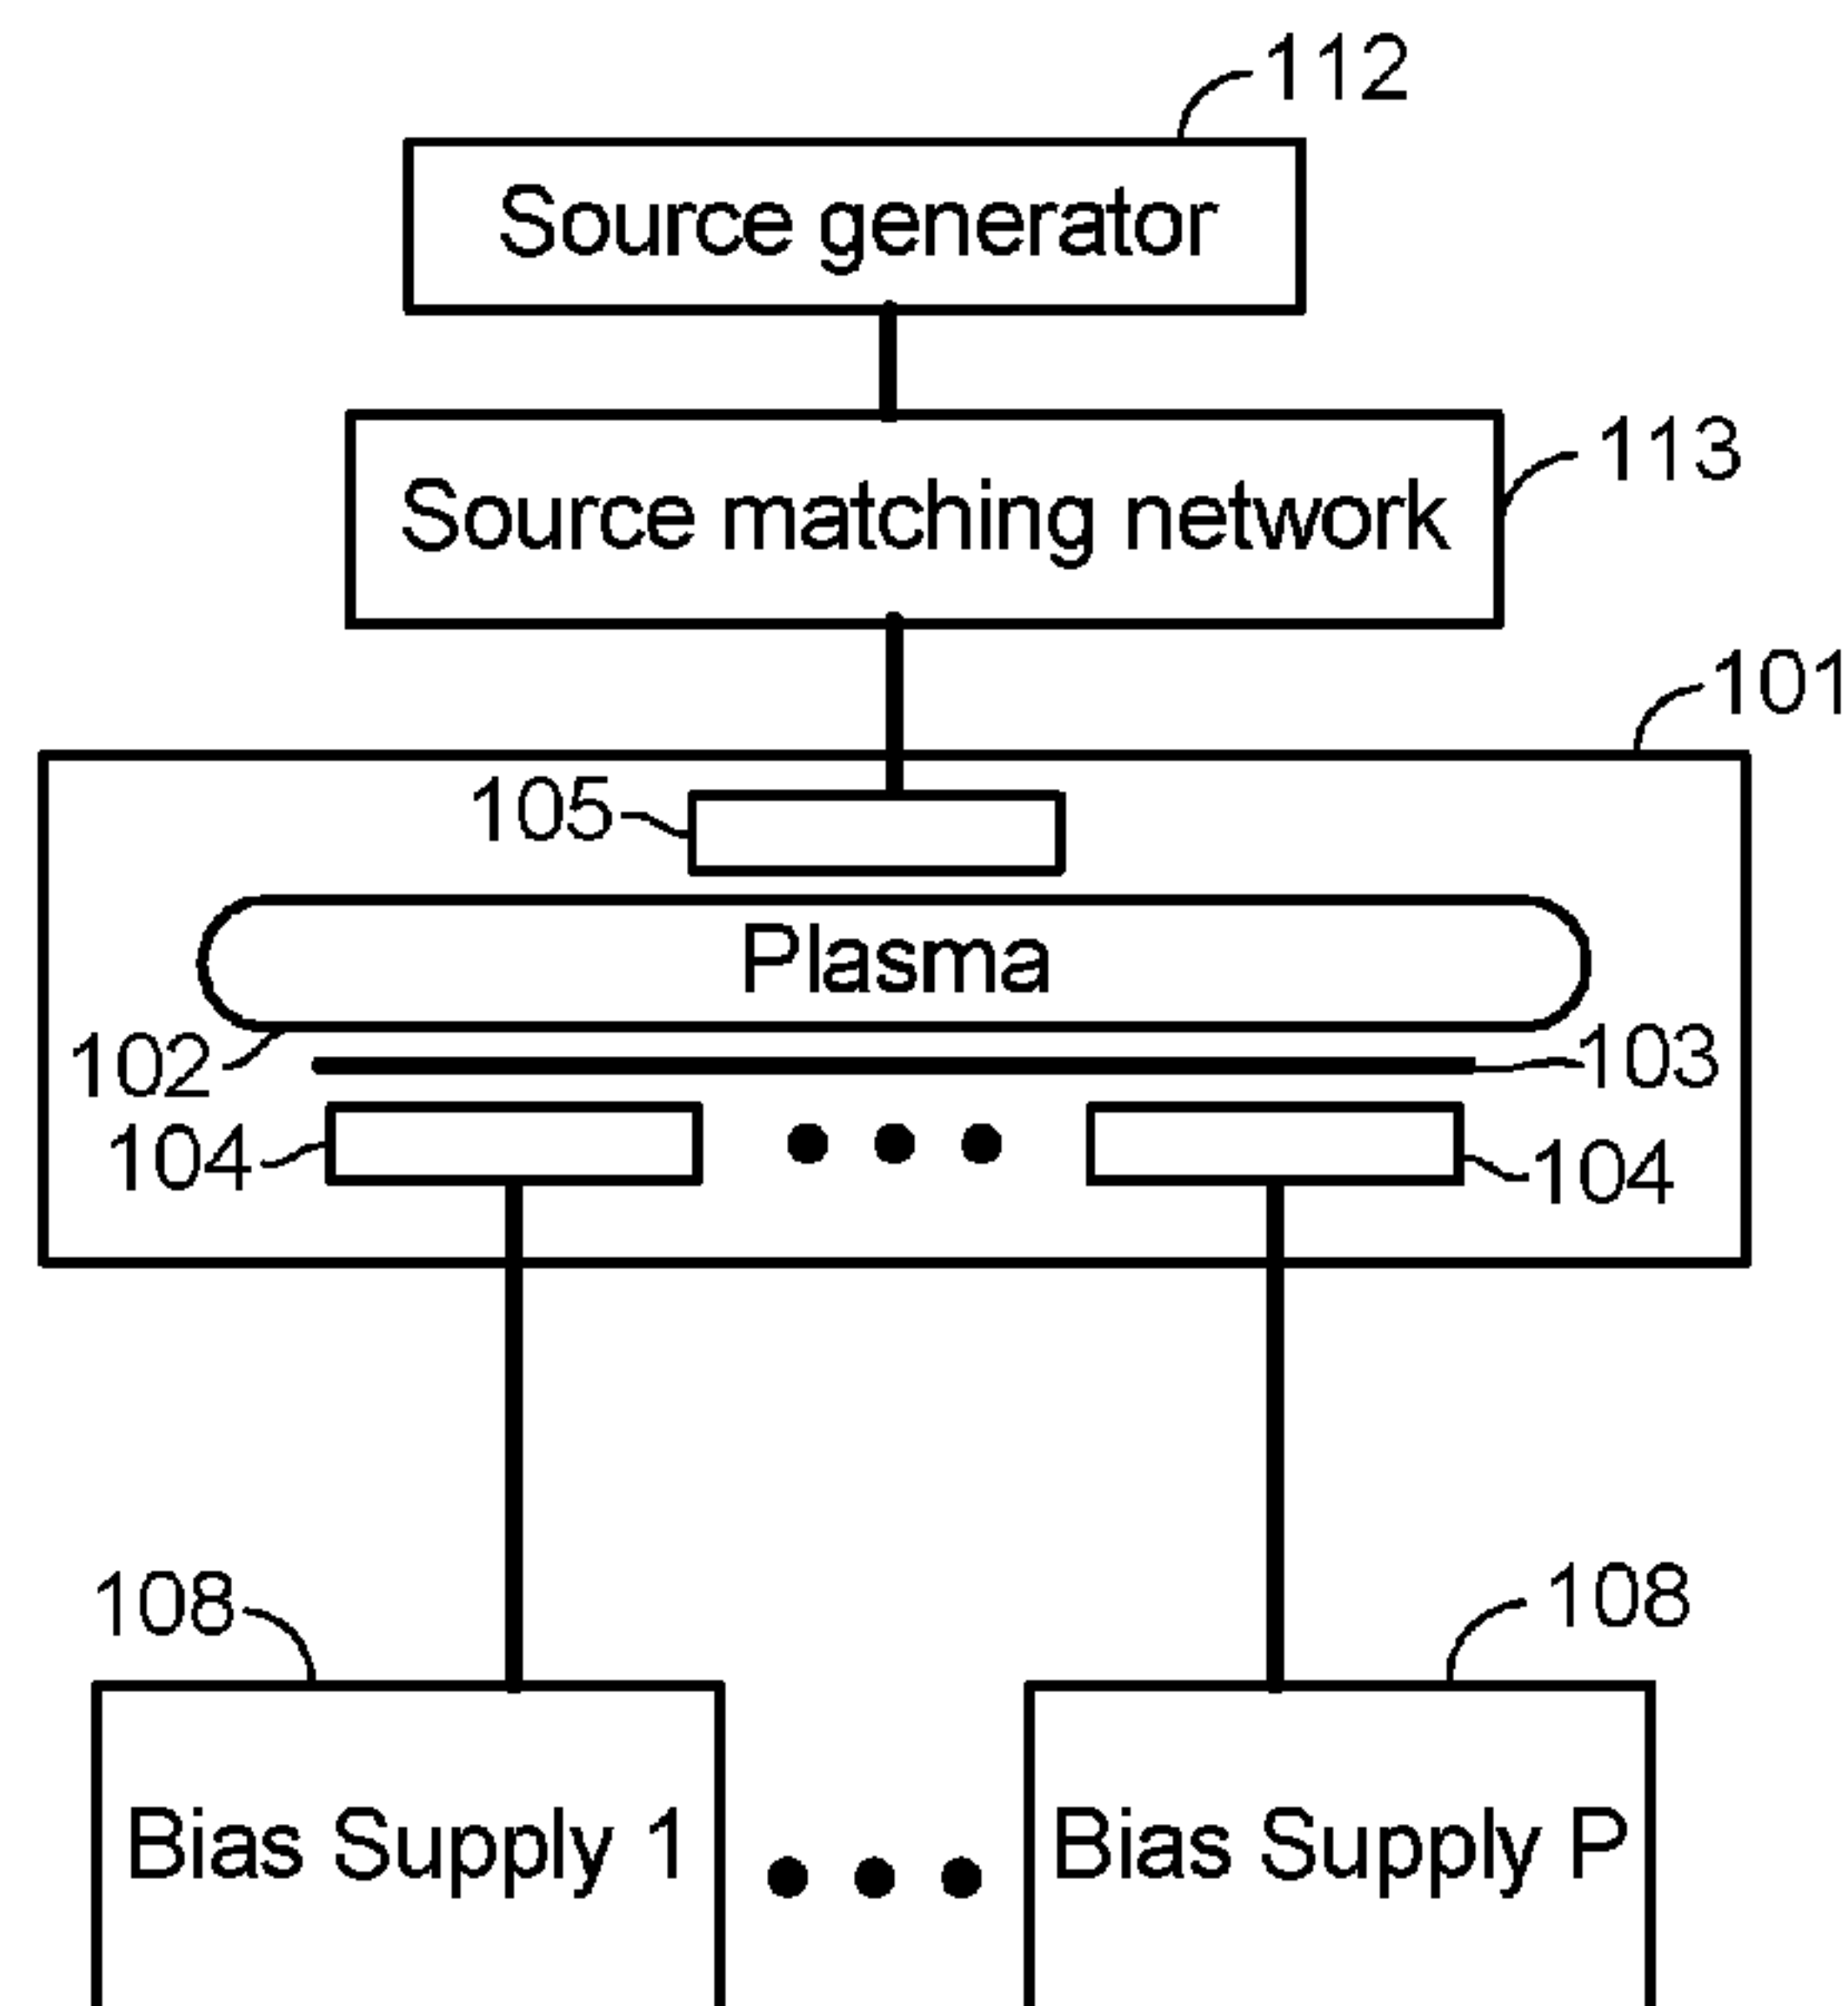 112
Source generator
113
Source matching network
101
105
Plasma
102
103
104
104
108
108
Bias Supply 1
Bias Supply P